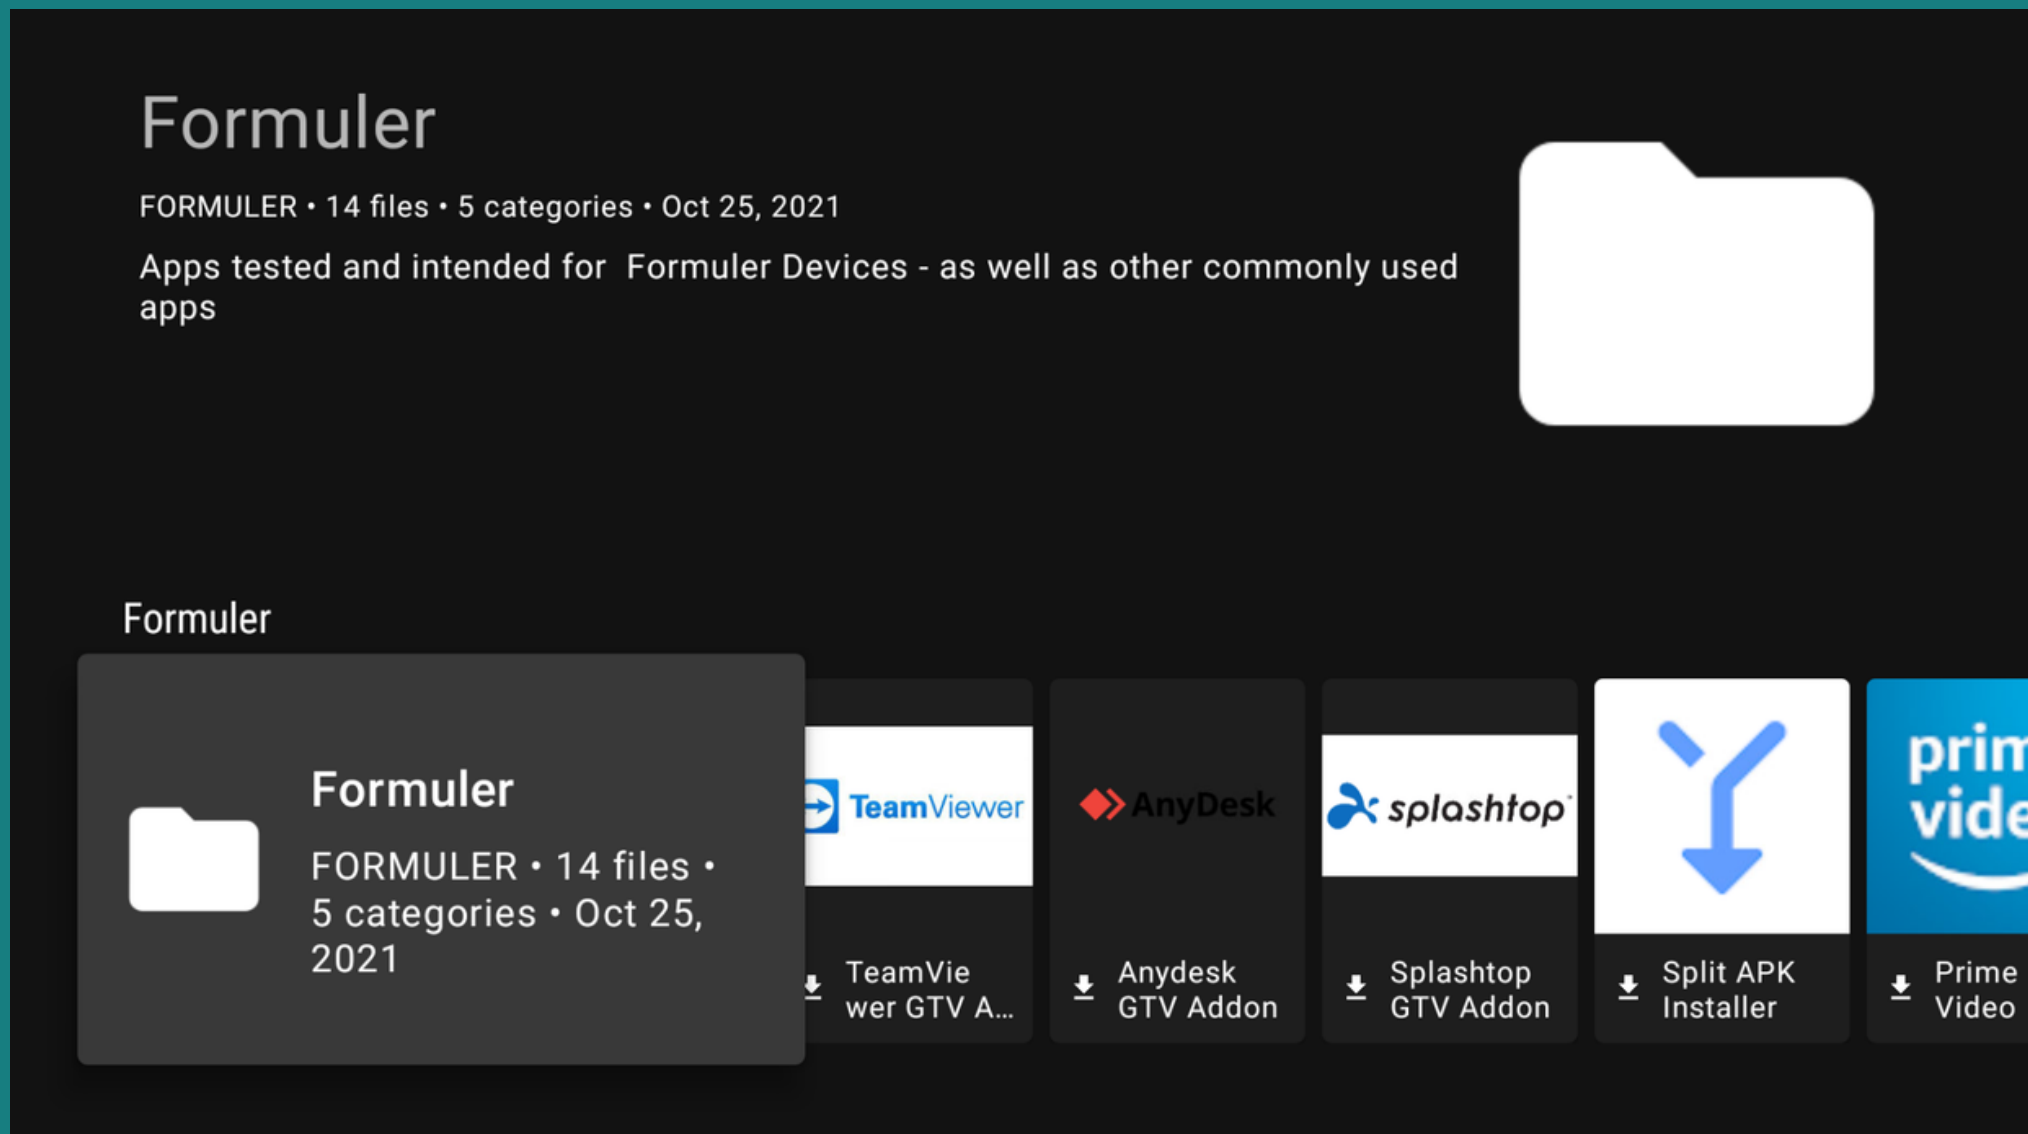 Formuler
FORMULER • 14 files • 5 categories • Oct 25, 2021
Apps tested and intended for  Formuler Devices - as well as other commonly used
apps
Formuler
Formuler
FORMULER • 14 files •
5 categories • Oct 25,
2021
TeamViewer
TeamVie
wer GTV A...
AnyDesk
Anydesk
GTV Addon
splashtop
Splashtop
GTV Addon
Split APK
Installer
prim
vide
Prime
Video